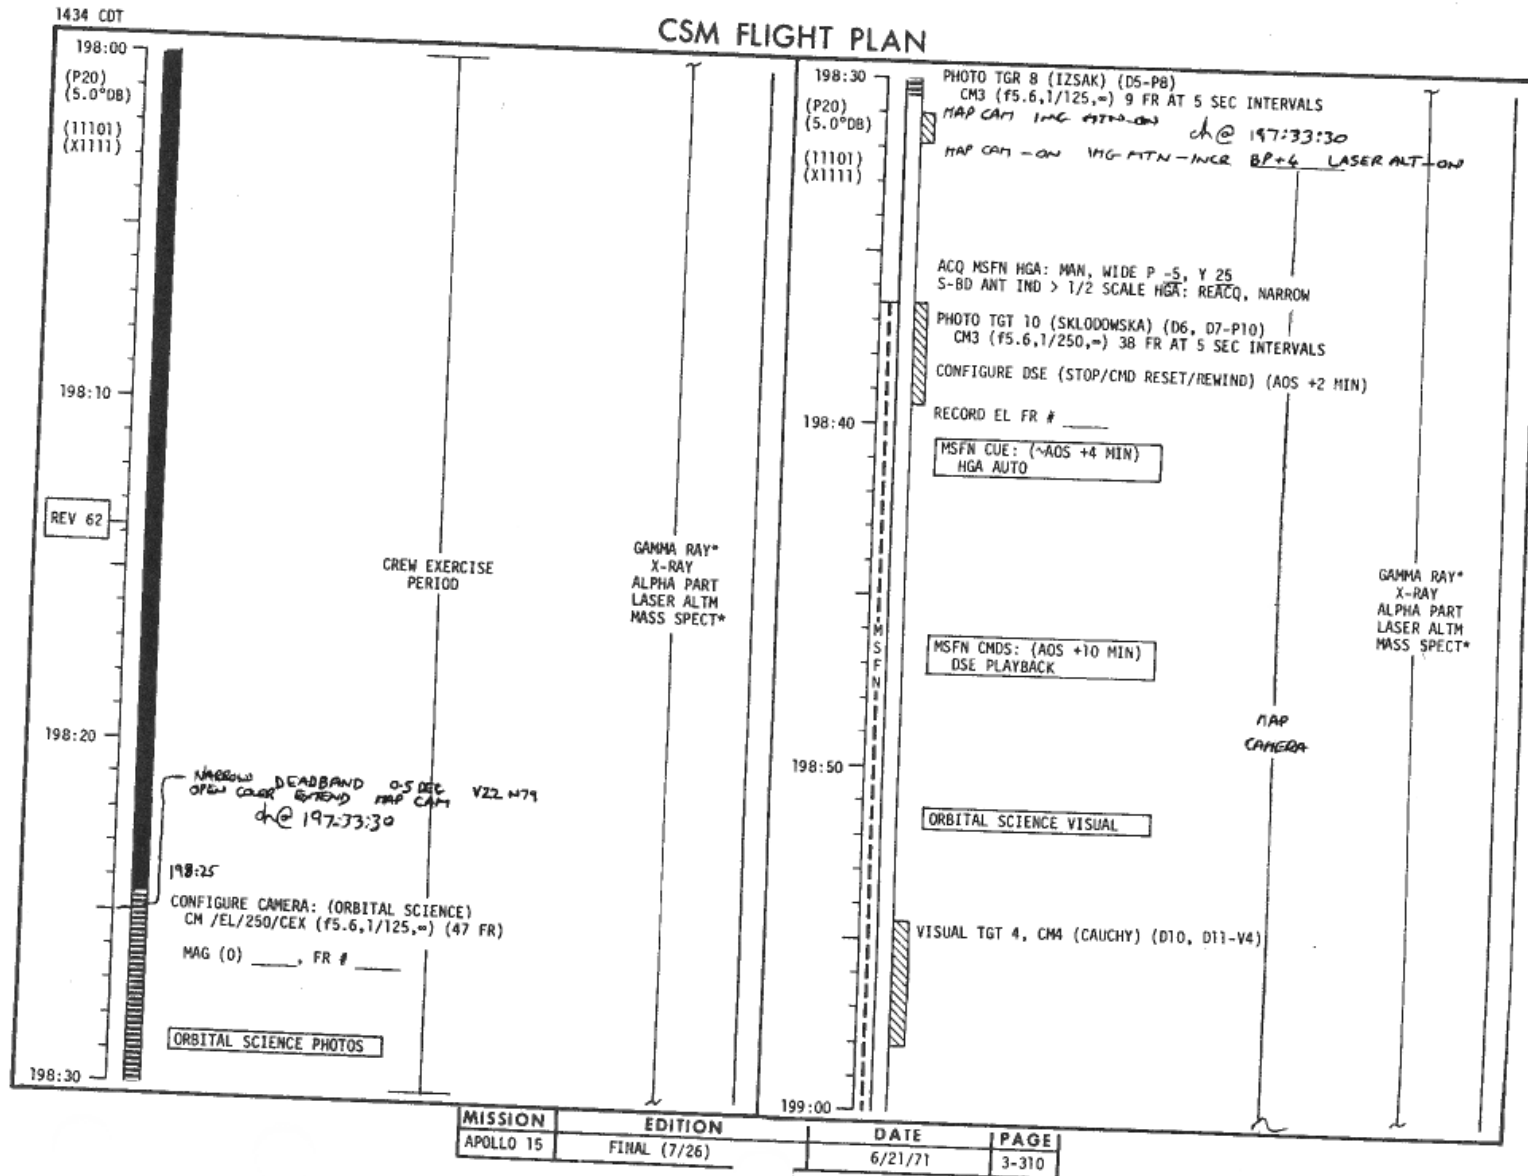 1434 CDT
CSM FLIGHT PLAN
198:00
(P20)
(5.0°DB)
(11101)
(X1111)
198:10
REV 62
CREW EXERCISE
PERIOD
GAMMA RAY*
X-RAY
ALPHA PART
LASER ALTM
MASS SPECT*
198:20
NARROW DEADBAND 0.5 DEG V22 N79
OPEN COVER EXTEND MAP CAM
ch@ 197:33:30
198:25
CONFIGURE CAMERA: (ORBITAL SCIENCE)
CM /EL/250/CEX (f5.6,1/125,∞) (47 FR)
MAG (O) ____, FR # ____
ORBITAL SCIENCE PHOTOS
198:30
198:30
(P20)
(5.0°DB)
(11101)
(X1111)
PHOTO TGR 8 (IZSAK) (D5-P8)
CM3 (f5.6,1/125,∞) 9 FR AT 5 SEC INTERVALS
MAP CAM IMG MTN-ON ch@ 197:33:30
MAP CAM - ON IMG MTN - INCR BP+4 LASER ALT - ON
ACQ MSFN HGA: MAN, WIDE P -5, Y 25
S-BD ANT IND > 1/2 SCALE HGA: REACQ, NARROW
PHOTO TGT 10 (SKLODOWSKA) (D6, D7-P10)
CM3 (f5.6,1/250,∞) 38 FR AT 5 SEC INTERVALS
CONFIGURE DSE (STOP/CMD RESET/REWIND) (AOS +2 MIN)
198:40
RECORD EL FR # ____
MSFN CUE: (~AOS +4 MIN)
HGA AUTO
MSFN
MSFN CMDS: (AOS +10 MIN)
DSE PLAYBACK
GAMMA RAY*
X-RAY
ALPHA PART
LASER ALTM
MASS SPECT*
MAP
CAMERA
198:50
ORBITAL SCIENCE VISUAL
VISUAL TGT 4, CM4 (CAUCHY) (D10, D11-V4)
199:00
MISSION EDITION DATE PAGE
APOLLO 15 FINAL (7/26) 6/21/71 3-310